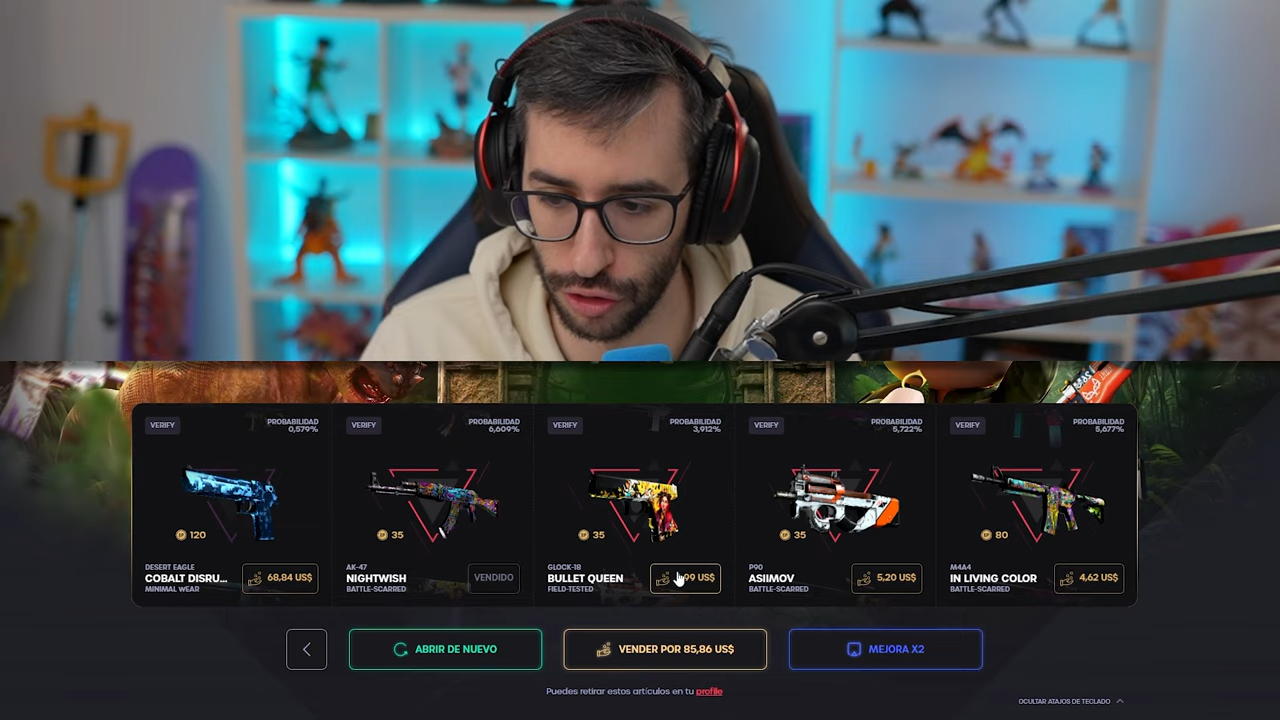 VERIFY
PROBABILIDAD
0,579%
120
DESERT EAGLE
COBALT DISRU...
MINIMAL WEAR
68,84 US$
VERIFY
PROBABILIDAD
6,609%
35
AK-47
NIGHTWISH
BATTLE-SCARRED
VENDIDO
VERIFY
PROBABILIDAD
3,912%
35
GLOCK-18
BULLET QUEEN
FIELD-TESTED
99 US$
VERIFY
PROBABILIDAD
5,722%
35
P90
ASIIMOV
BATTLE-SCARRED
5,20 US$
VERIFY
PROBABILIDAD
5,677%
80
M4A4
IN LIVING COLOR
BATTLE-SCARRED
4,62 US$
ABRIR DE NUEVO
VENDER POR 85,86 US$
MEJORA X2
Puedes retirar estos artículos en tu profile
OCULTAR ATAJOS DE TECLADO